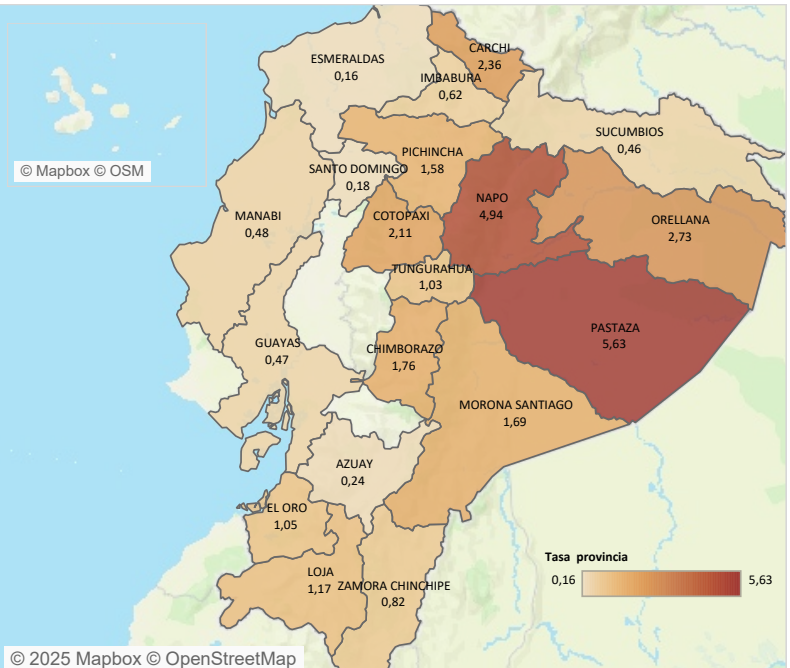 CARCHI
2,36
ESMERALDAS
0,16
IMBABURA
0,62
SUCUMBIOS
0,46
© Mapbox © OSM
PICHINCHA
1,58
SANTO DOMINGO
0,18
NAPO
4,94
MANABI
0,48
COTOPAXI
2,11
ORELLANA
2,73
TUNGURAHUA
1,03
PASTAZA
5,63
GUAYAS
0,47
CHIMBORAZO
1,76
MORONA SANTIAGO
1,69
AZUAY
0,24
EL ORO
1,05
Tasa provincia
0,16 5,63
LOJA
1,17
ZAMORA CHINCHIPE
0,82
© 2025 Mapbox © OpenStreetMap